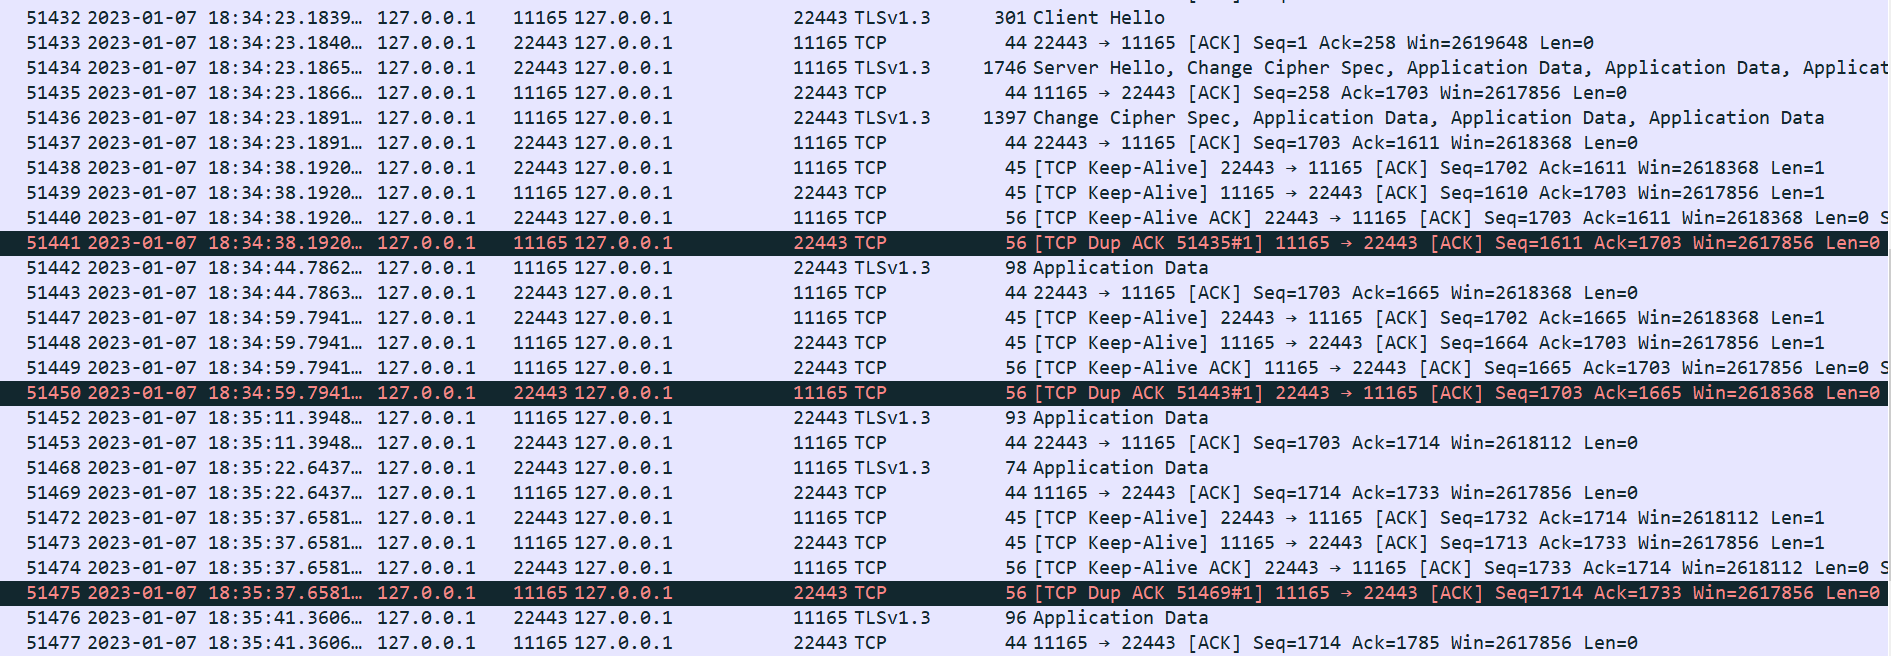 51432 2023-01-07 18:34:23.1839… 127.0.0.1 11165 127.0.0.1 22443 TLSv1.3 301 Client Hello
51433 2023-01-07 18:34:23.1840… 127.0.0.1 22443 127.0.0.1 11165 TCP 44 22443 → 11165 [ACK] Seq=1 Ack=258 Win=2619648 Len=0
51434 2023-01-07 18:34:23.1865… 127.0.0.1 22443 127.0.0.1 11165 TLSv1.3 1746 Server Hello, Change Cipher Spec, Application Data, Application Data, Applicat
51435 2023-01-07 18:34:23.1866… 127.0.0.1 11165 127.0.0.1 22443 TCP 44 11165 → 22443 [ACK] Seq=258 Ack=1703 Win=2617856 Len=0
51436 2023-01-07 18:34:23.1891… 127.0.0.1 11165 127.0.0.1 22443 TLSv1.3 1397 Change Cipher Spec, Application Data, Application Data, Application Data
51437 2023-01-07 18:34:23.1891… 127.0.0.1 22443 127.0.0.1 11165 TCP 44 22443 → 11165 [ACK] Seq=1703 Ack=1611 Win=2618368 Len=0
51438 2023-01-07 18:34:38.1920… 127.0.0.1 22443 127.0.0.1 11165 TCP 45 [TCP Keep-Alive] 22443 → 11165 [ACK] Seq=1702 Ack=1611 Win=2618368 Len=1
51439 2023-01-07 18:34:38.1920… 127.0.0.1 11165 127.0.0.1 22443 TCP 45 [TCP Keep-Alive] 11165 → 22443 [ACK] Seq=1610 Ack=1703 Win=2617856 Len=1
51440 2023-01-07 18:34:38.1920… 127.0.0.1 22443 127.0.0.1 11165 TCP 56 [TCP Keep-Alive ACK] 22443 → 11165 [ACK] Seq=1703 Ack=1611 Win=2618368 Len=0 S
51441 2023-01-07 18:34:38.1920… 127.0.0.1 11165 127.0.0.1 22443 TCP 56 [TCP Dup ACK 51435#1] 11165 → 22443 [ACK] Seq=1611 Ack=1703 Win=2617856 Len=0
51442 2023-01-07 18:34:44.7862… 127.0.0.1 11165 127.0.0.1 22443 TLSv1.3 98 Application Data
51443 2023-01-07 18:34:44.7863… 127.0.0.1 22443 127.0.0.1 11165 TCP 44 22443 → 11165 [ACK] Seq=1703 Ack=1665 Win=2618368 Len=0
51447 2023-01-07 18:34:59.7941… 127.0.0.1 22443 127.0.0.1 11165 TCP 45 [TCP Keep-Alive] 22443 → 11165 [ACK] Seq=1702 Ack=1665 Win=2618368 Len=1
51448 2023-01-07 18:34:59.7941… 127.0.0.1 11165 127.0.0.1 22443 TCP 45 [TCP Keep-Alive] 11165 → 22443 [ACK] Seq=1664 Ack=1703 Win=2617856 Len=1
51449 2023-01-07 18:34:59.7941… 127.0.0.1 11165 127.0.0.1 22443 TCP 56 [TCP Keep-Alive ACK] 11165 → 22443 [ACK] Seq=1665 Ack=1703 Win=2617856 Len=0 S
51450 2023-01-07 18:34:59.7941… 127.0.0.1 22443 127.0.0.1 11165 TCP 56 [TCP Dup ACK 51443#1] 22443 → 11165 [ACK] Seq=1703 Ack=1665 Win=2618368 Len=0
51452 2023-01-07 18:35:11.3948… 127.0.0.1 11165 127.0.0.1 22443 TLSv1.3 93 Application Data
51453 2023-01-07 18:35:11.3948… 127.0.0.1 22443 127.0.0.1 11165 TCP 44 22443 → 11165 [ACK] Seq=1703 Ack=1714 Win=2618112 Len=0
51468 2023-01-07 18:35:22.6437… 127.0.0.1 22443 127.0.0.1 11165 TLSv1.3 74 Application Data
51469 2023-01-07 18:35:22.6437… 127.0.0.1 11165 127.0.0.1 22443 TCP 44 11165 → 22443 [ACK] Seq=1714 Ack=1733 Win=2617856 Len=0
51472 2023-01-07 18:35:37.6581… 127.0.0.1 22443 127.0.0.1 11165 TCP 45 [TCP Keep-Alive] 22443 → 11165 [ACK] Seq=1732 Ack=1714 Win=2618112 Len=1
51473 2023-01-07 18:35:37.6581… 127.0.0.1 11165 127.0.0.1 22443 TCP 45 [TCP Keep-Alive] 11165 → 22443 [ACK] Seq=1713 Ack=1733 Win=2617856 Len=1
51474 2023-01-07 18:35:37.6581… 127.0.0.1 22443 127.0.0.1 11165 TCP 56 [TCP Keep-Alive ACK] 22443 → 11165 [ACK] Seq=1733 Ack=1714 Win=2618112 Len=0 S
51475 2023-01-07 18:35:37.6581… 127.0.0.1 11165 127.0.0.1 22443 TCP 56 [TCP Dup ACK 51469#1] 11165 → 22443 [ACK] Seq=1714 Ack=1733 Win=2617856 Len=0
51476 2023-01-07 18:35:41.3606… 127.0.0.1 22443 127.0.0.1 11165 TLSv1.3 96 Application Data
51477 2023-01-07 18:35:41.3606… 127.0.0.1 11165 127.0.0.1 22443 TCP 44 11165 → 22443 [ACK] Seq=1714 Ack=1785 Win=2617856 Len=0